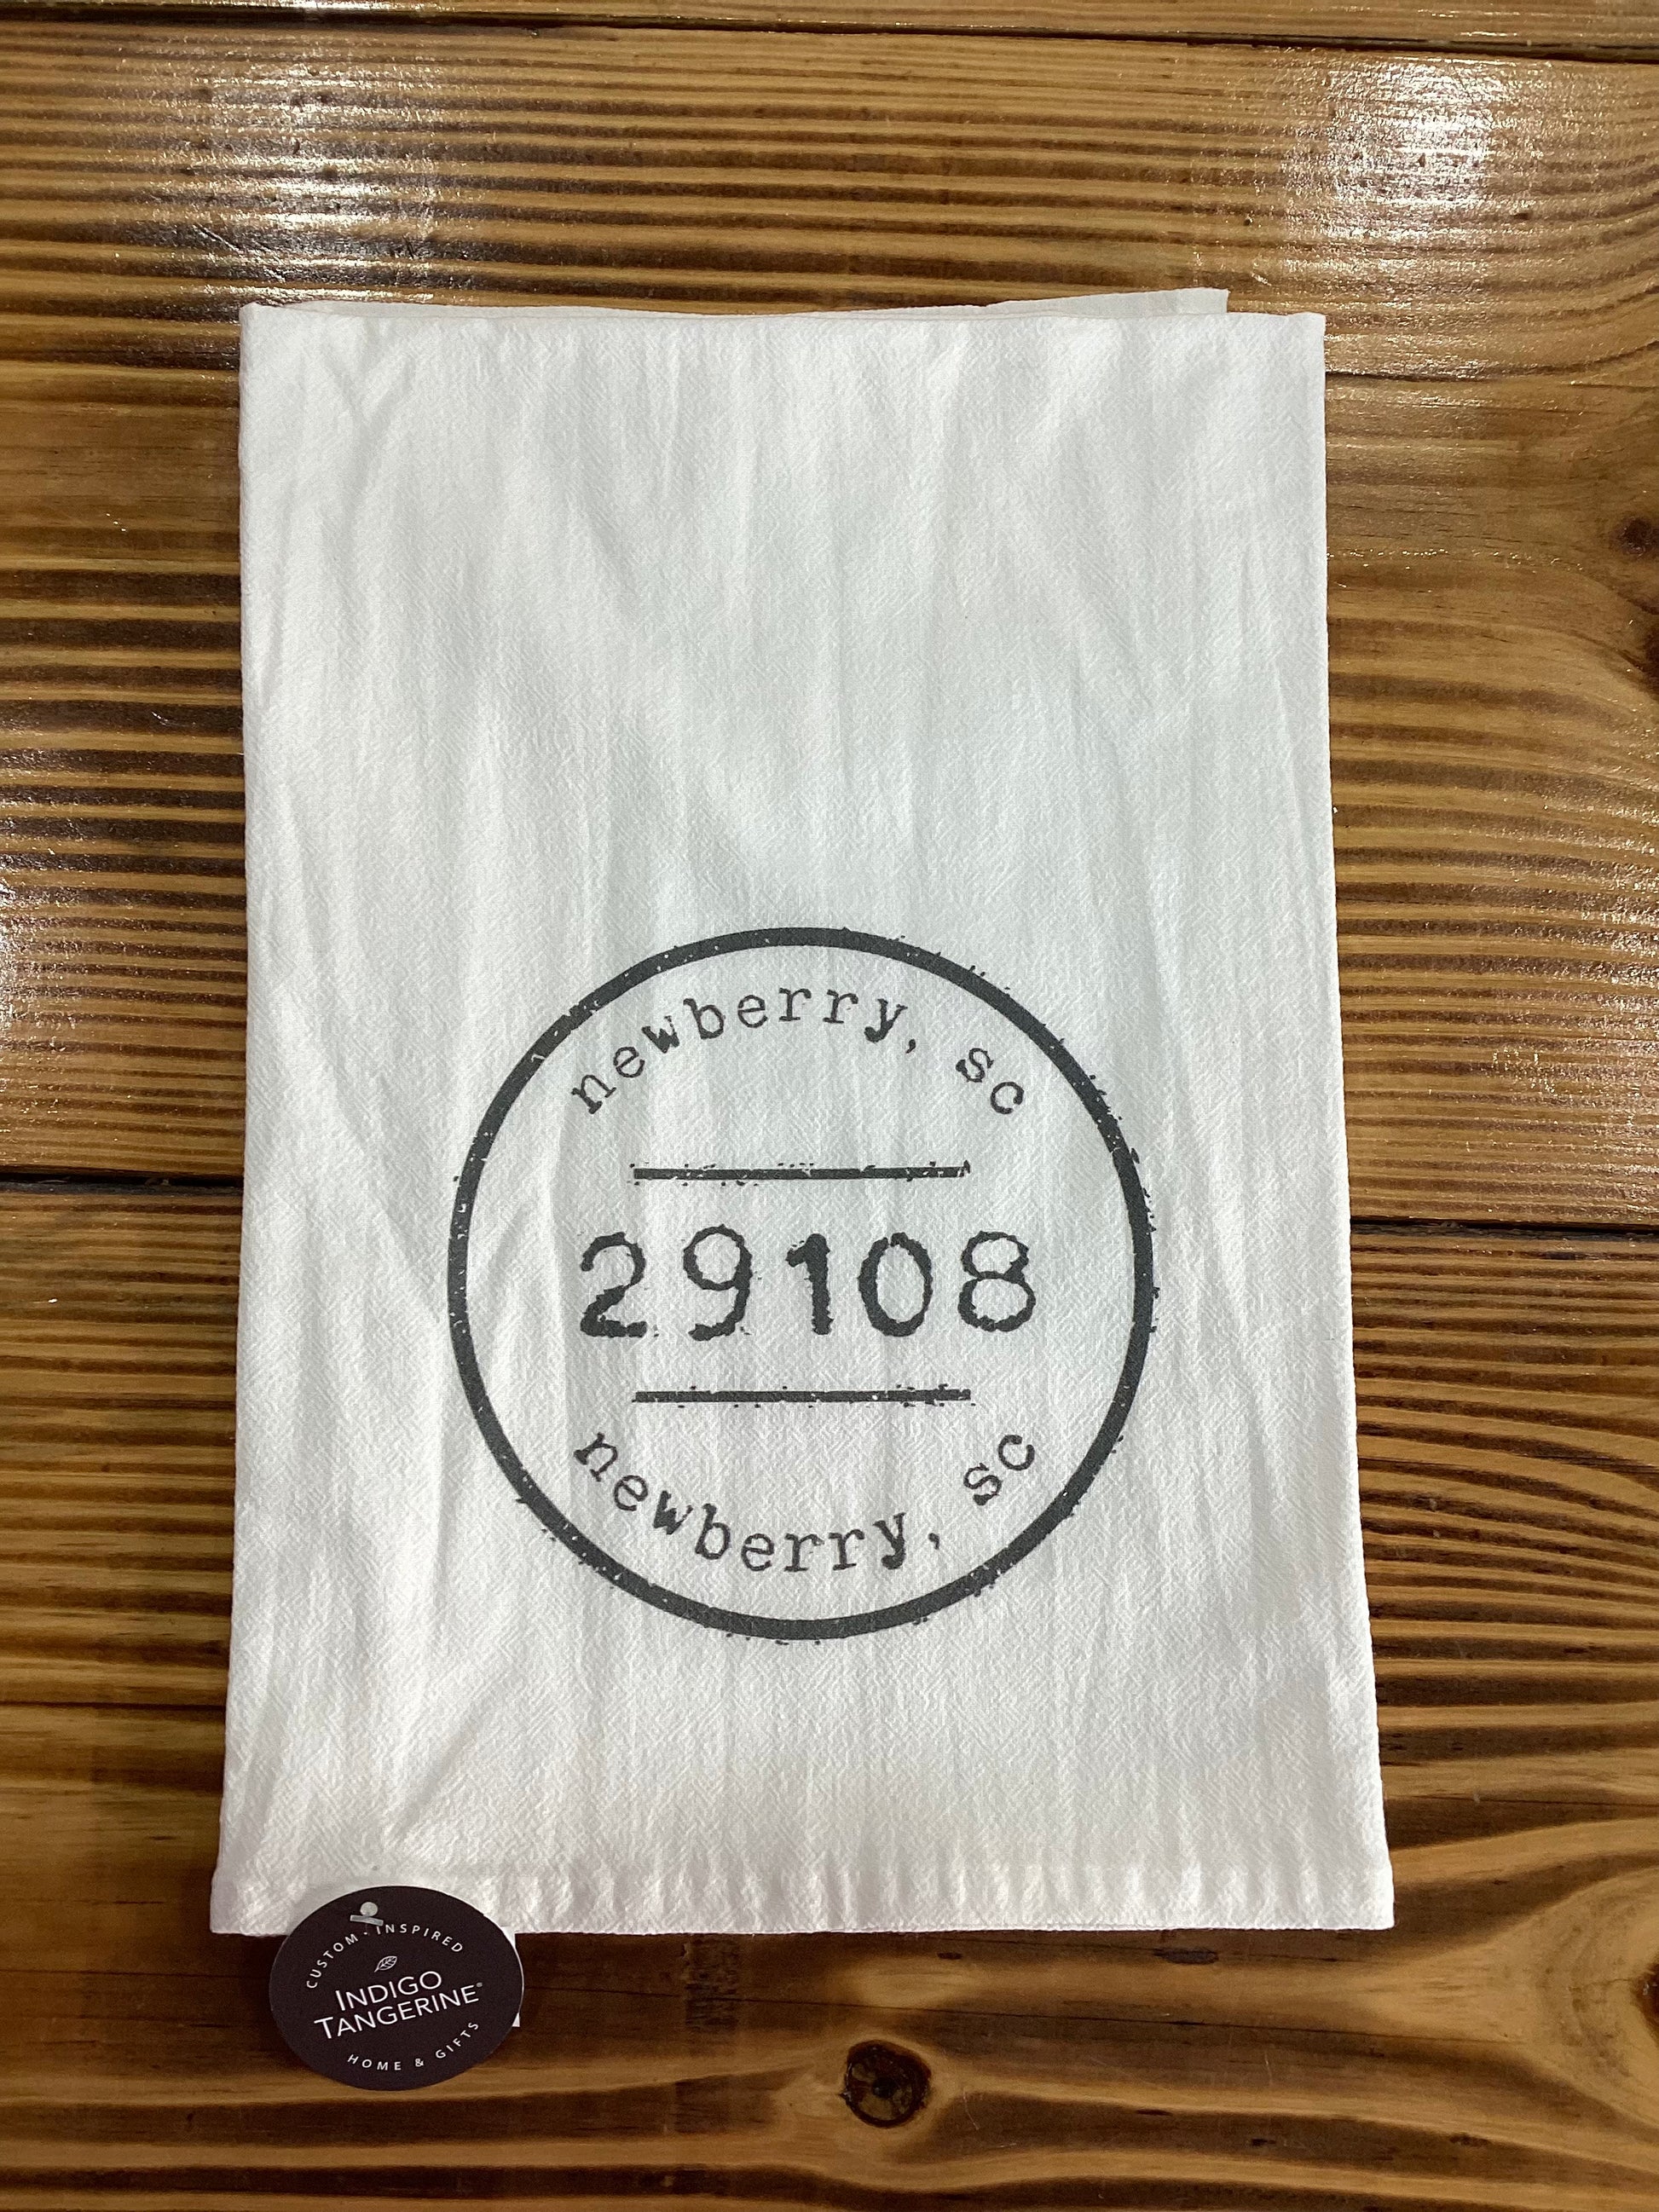 newberry, sc
29108
newberry, sc
CUSTOM · INSPIRED
INDIGO
TANGERINE®
HOME & GIFTS